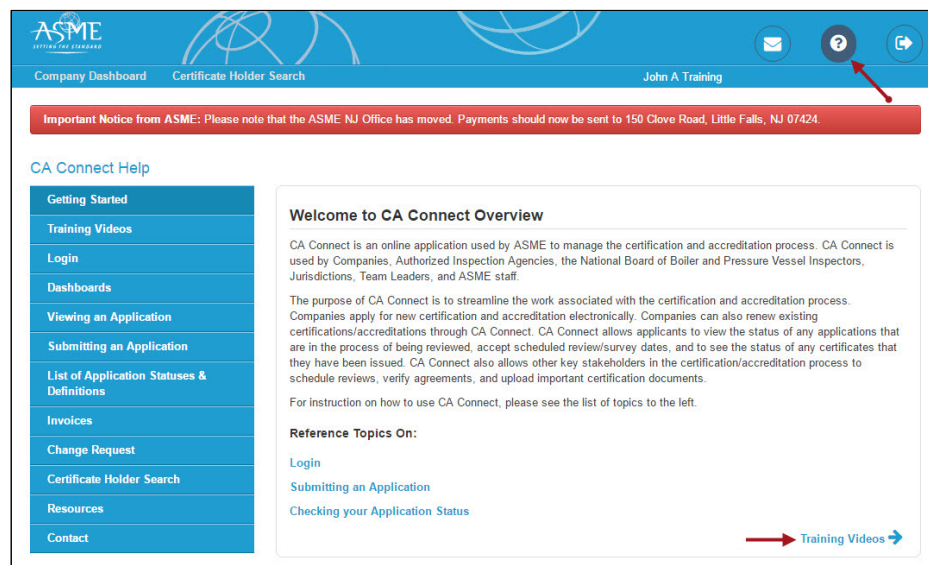 ASME
SETTING THE STANDARD
Company Dashboard Certificate Holder Search John A Training
Important Notice from ASME: Please note that the ASME NJ Office has moved. Payments should now be sent to 150 Clove Road, Little Falls, NJ 07424.
CA Connect Help
Getting Started
Training Videos
Login
Dashboards
Viewing an Application
Submitting an Application
List of Application Statuses &
Definitions
Invoices
Change Request
Certificate Holder Search
Resources
Contact
Welcome to CA Connect Overview
CA Connect is an online application used by ASME to manage the certification and accreditation process. CA Connect is
used by Companies, Authorized Inspection Agencies, the National Board of Boiler and Pressure Vessel Inspectors,
Jurisdictions, Team Leaders, and ASME staff.
The purpose of CA Connect is to streamline the work associated with the certification and accreditation process.
Companies apply for new certification and accreditation electronically. Companies can also renew existing
certifications/accreditations through CA Connect. CA Connect allows applicants to view the status of any applications that
are in the process of being reviewed, accept scheduled review/survey dates, and to see the status of any certificates that
they have been issued. CA Connect also allows other key stakeholders in the certification/accreditation process to
schedule reviews, verify agreements, and upload important certification documents.
For instruction on how to use CA Connect, please see the list of topics to the left.
Reference Topics On:
Login
Submitting an Application
Checking your Application Status
Training Videos